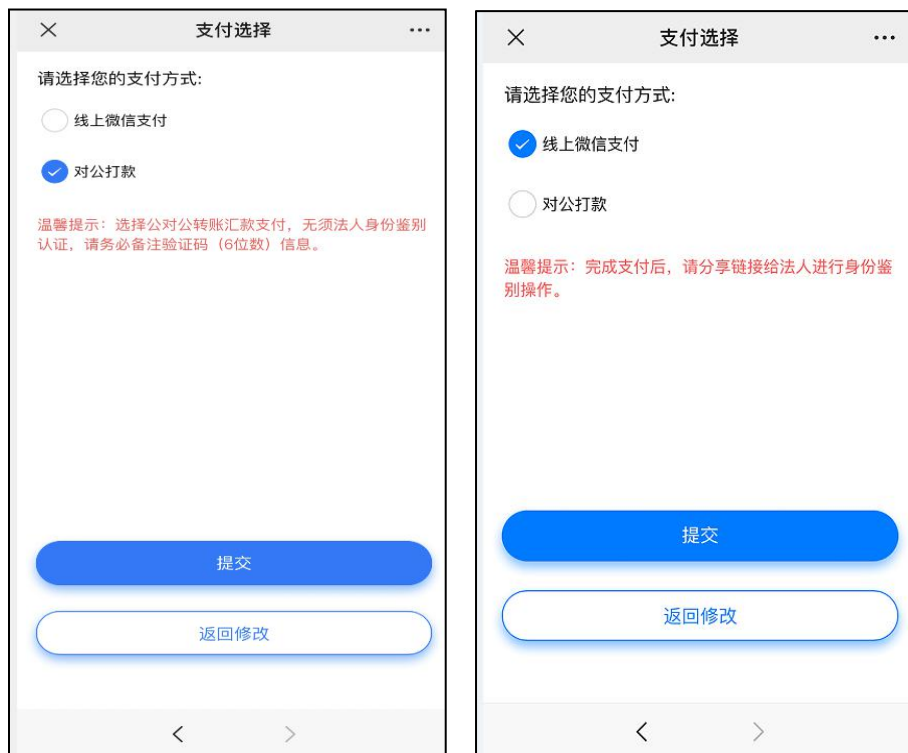 支付选择
请选择您的支付方式:
线上微信支付
对公打款
温馨提示：选择公对公转账汇款支付，无须法人身份鉴别
认证，请务必备注验证码（6位数）信息。
提交
返回修改
支付选择
请选择您的支付方式:
线上微信支付
对公打款
温馨提示：完成支付后，请分享链接给法人进行身份鉴
别操作。
提交
返回修改